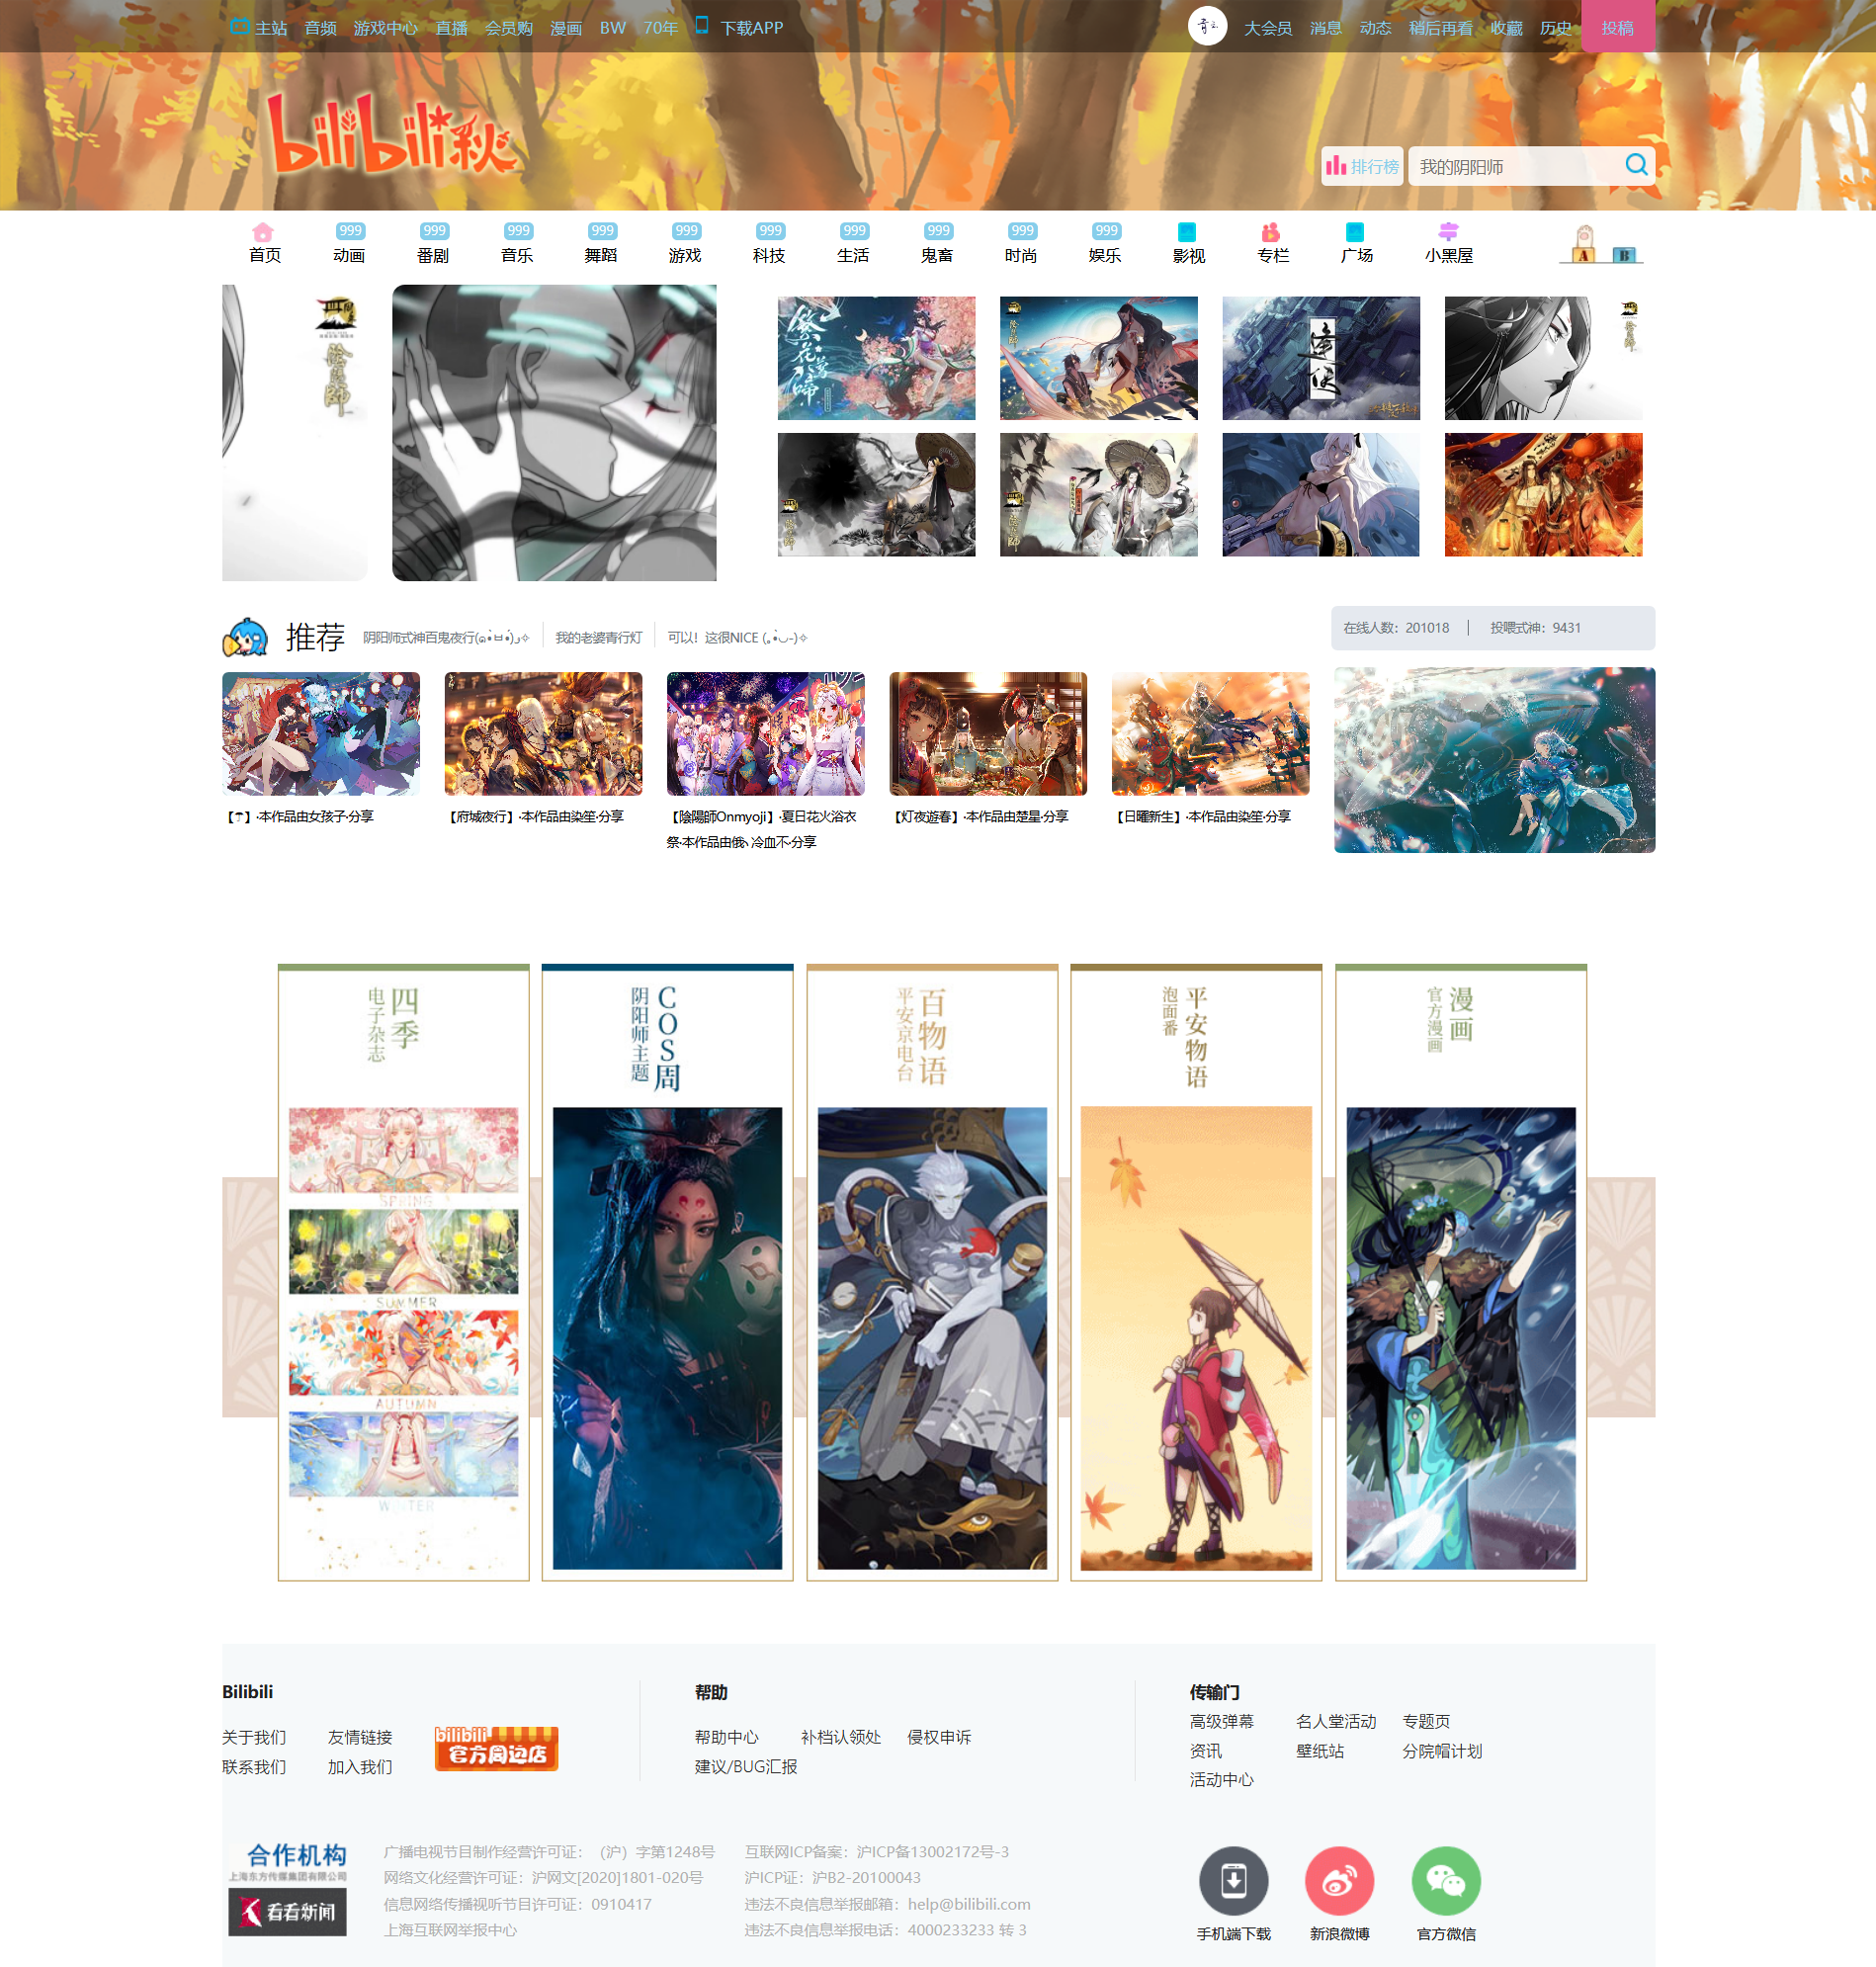 主站 音频 游戏中心 直播 会员购 漫画 BW 70年 下载APP
大会员 消息 动态 稍后再看 收藏 历史 投稿
bilibili秋
排行榜 我的阴阳师
999 999 999 999 999 999 999 999 999 999
首页 动画 番剧 音乐 舞蹈 游戏 科技 生活 鬼畜 时尚 娱乐 影视 专栏 广场 小黑屋
A B
陰陽師
推荐 阴阳师式神百鬼夜行(๑•̀ㅂ•́)و✧ 我的老婆青行灯 可以！这很NICE (｡•̀ᴗ-)✧
在线人数：201018 投喂式神：9431
【☂】·本作品由女孩子·分享
【府城夜行】·本作品由染笙·分享
【陰陽師Onmyoji】·夏日花火浴衣
祭·本作品由俄ヽ冷血不·分享
【灯夜遊春】·本作品由楚星·分享
【日曜新生】·本作品由染笙·分享
四季
电子杂志
COS周
阴阳师主题
百物语
平安京电台
平安物语
泡面番
漫画
官方漫画
SPRING
SUMMER
AUTUMN
WINTER
Bilibili
关于我们 友情链接
联系我们 加入我们
bilibili
官方周边店
帮助
帮助中心 补档认领处 侵权申诉
建议/BUG汇报
传输门
高级弹幕 名人堂活动 专题页
资讯 壁纸站 分院帽计划
活动中心
合作机构
上海东方传媒集团有限公司
看看新闻
广播电视节目制作经营许可证：（沪）字第1248号
网络文化经营许可证：沪网文[2020]1801-020号
信息网络传播视听节目许可证：0910417
上海互联网举报中心
互联网ICP备案：沪ICP备13002172号-3
沪ICP证：沪B2-20100043
违法不良信息举报邮箱：help@bilibili.com
违法不良信息举报电话：4000233233 转 3
手机端下载 新浪微博 官方微信